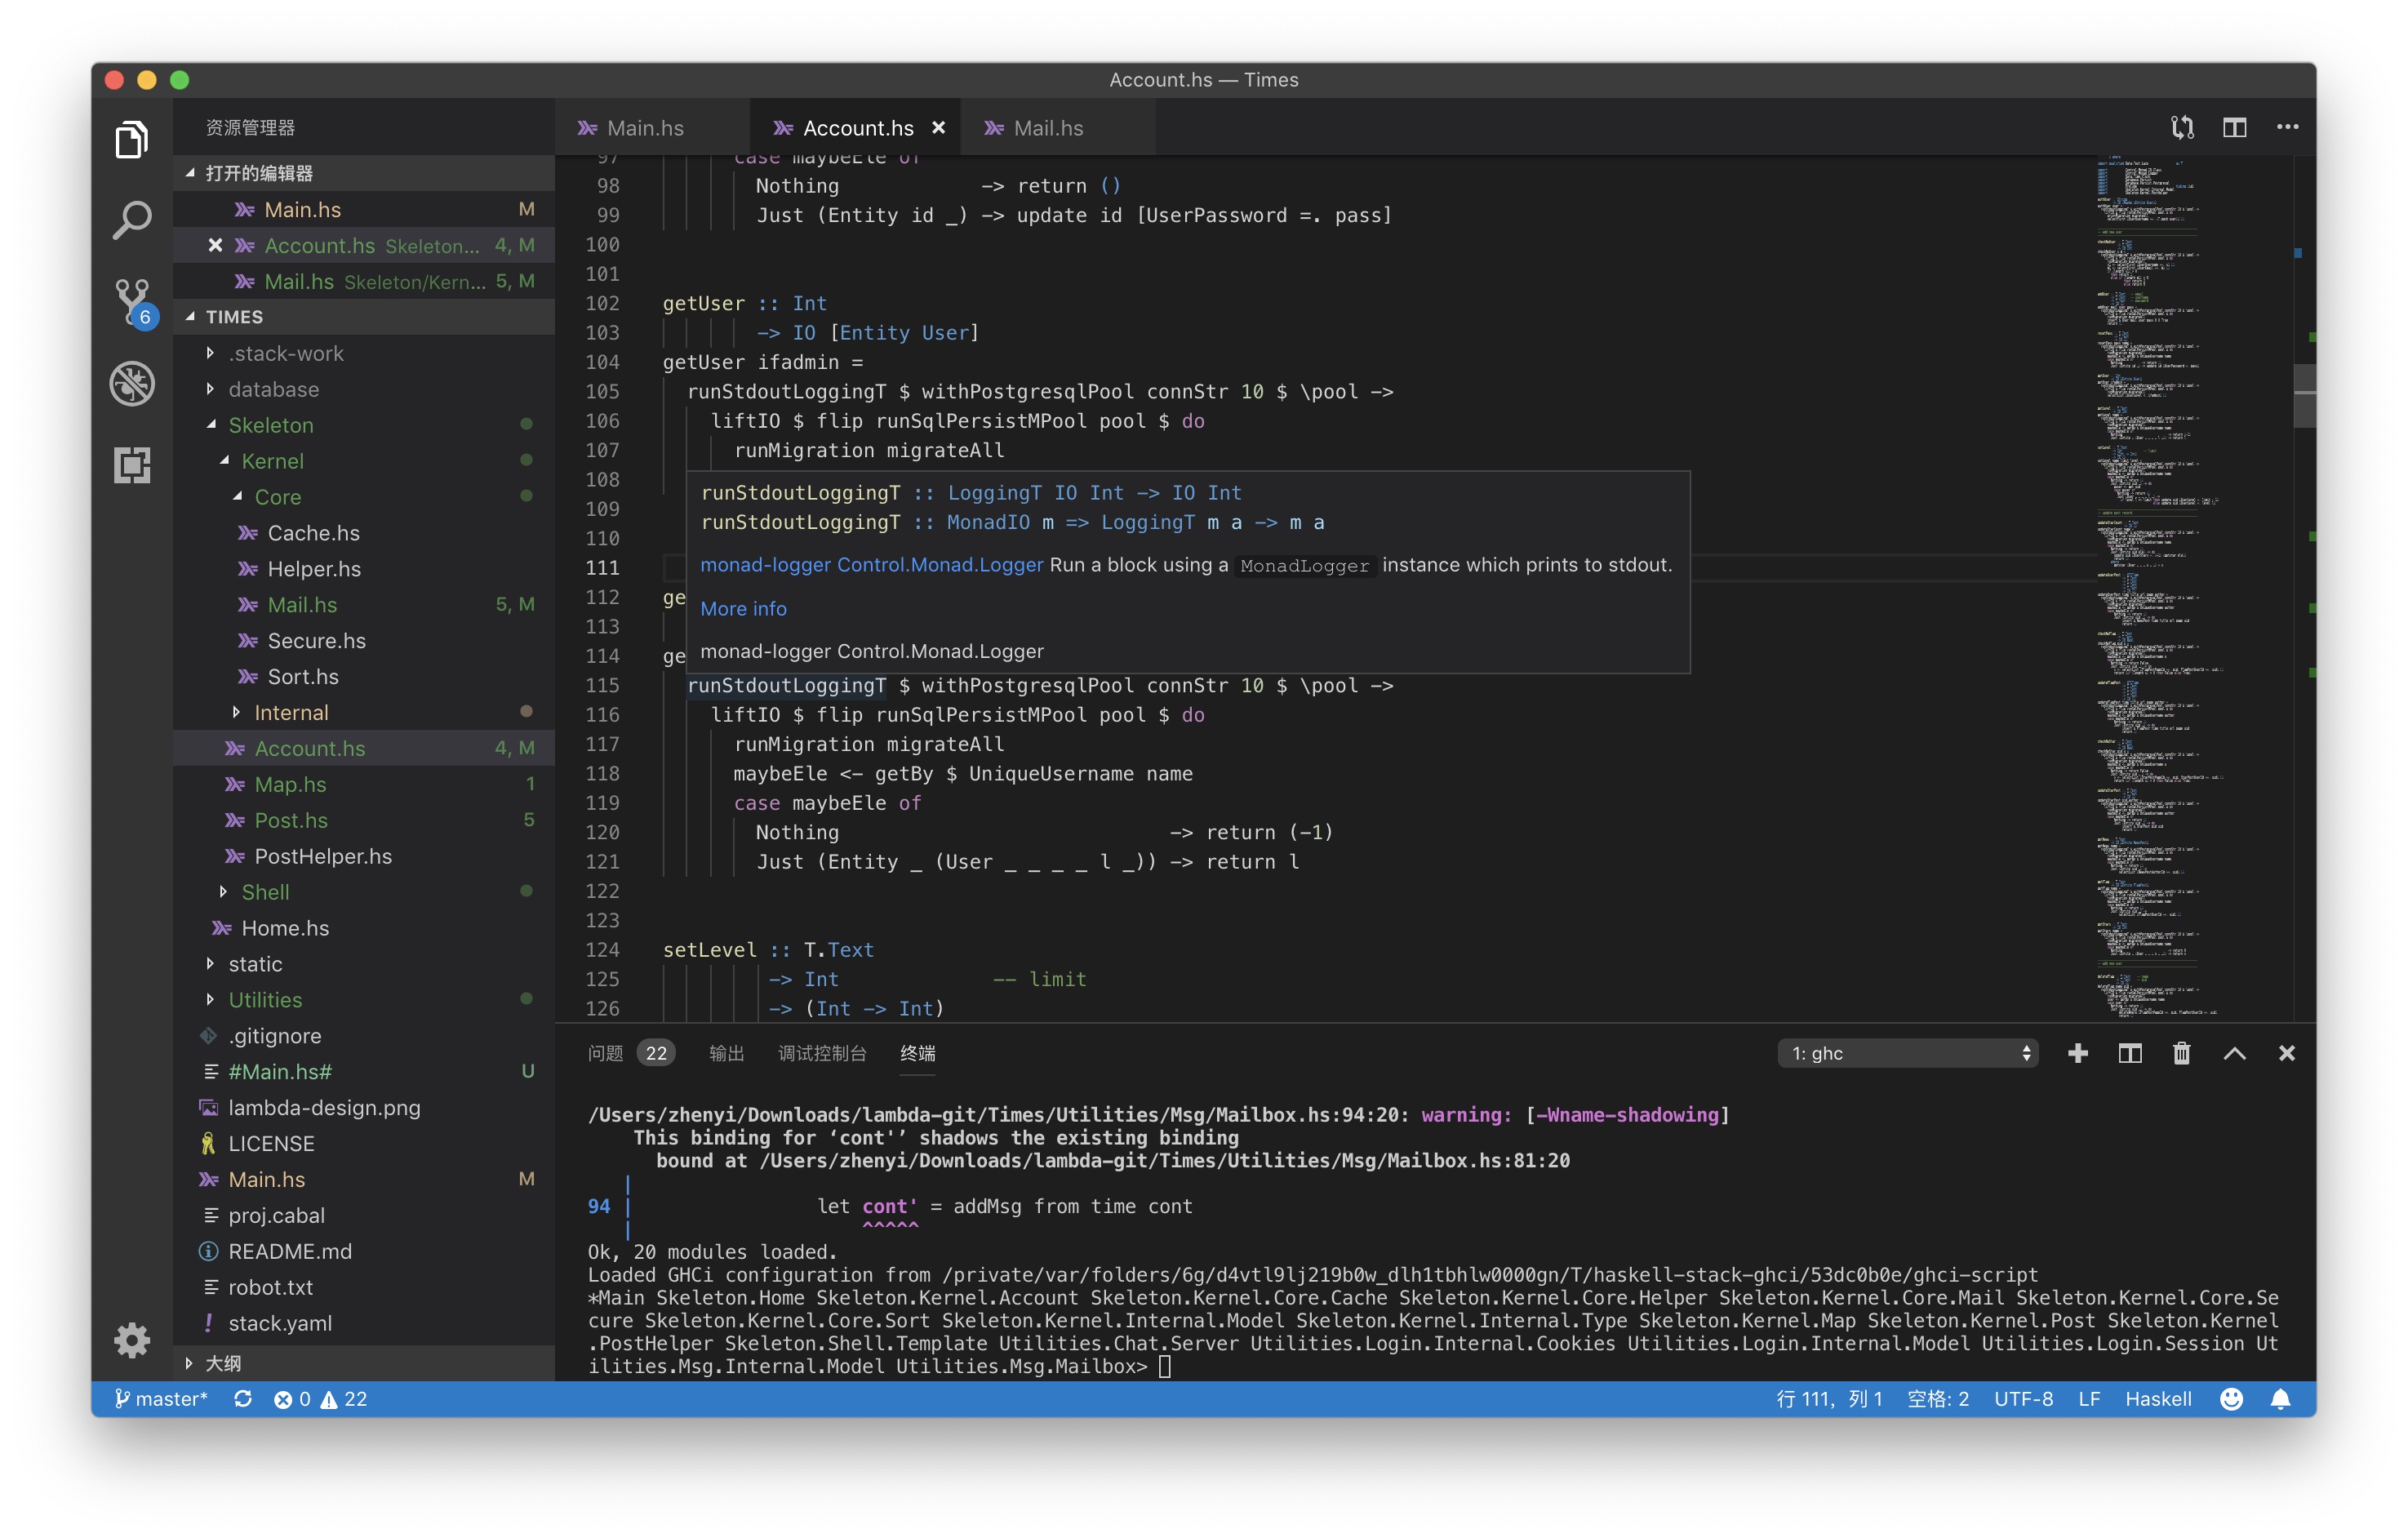 Account.hs — Times
资源管理器
打开的编辑器
Main.hs M
Account.hs Skeleton... 4, M
Mail.hs Skeleton/Kern... 5, M
6
TIMES
.stack-work
database
Skeleton
Kernel
Core
Cache.hs
Helper.hs
Mail.hs 5, M
Secure.hs
Sort.hs
Internal
Account.hs 4, M
Map.hs 1
Post.hs 5
PostHelper.hs
Shell
Home.hs
static
Utilities
.gitignore
#Main.hs# U
lambda-design.png
LICENSE
Main.hs M
proj.cabal
README.md
robot.txt
stack.yaml
大纲
Main.hs Account.hs Mail.hs
97 case maybeEle of
98 Nothing -> return ()
99 Just (Entity id _) -> update id [UserPassword =. pass]
100
101
102 getUser :: Int
103 -> IO [Entity User]
104 getUser ifadmin =
105 runStdoutLoggingT $ withPostgresqlPool connStr 10 $ \pool ->
106 liftIO $ flip runSqlPersistMPool pool $ do
107 runMigration migrateAll
108
109
110
111
112 ge
113
114 ge
runStdoutLoggingT :: LoggingT IO Int -> IO Int
runStdoutLoggingT :: MonadIO m => LoggingT m a -> m a
monad-logger Control.Monad.Logger Run a block using a MonadLogger instance which prints to stdout.
More info
monad-logger Control.Monad.Logger
115 runStdoutLoggingT $ withPostgresqlPool connStr 10 $ \pool ->
116 liftIO $ flip runSqlPersistMPool pool $ do
117 runMigration migrateAll
118 maybeEle <- getBy $ UniqueUsername name
119 case maybeEle of
120 Nothing -> return (-1)
121 Just (Entity _ (User _ _ _ _ l _)) -> return l
122
123
124 setLevel :: T.Text
125 -> Int -- limit
126 -> (Int -> Int)
问题 22 输出 调试控制台 终端 1: ghc
/Users/zhenyi/Downloads/lambda-git/Times/Utilities/Msg/Mailbox.hs:94:20: warning: [-Wname-shadowing]
This binding for ‘cont'’ shadows the existing binding
bound at /Users/zhenyi/Downloads/lambda-git/Times/Utilities/Msg/Mailbox.hs:81:20
|
94 | let cont' = addMsg from time cont
| ^^^^^
Ok, 20 modules loaded.
Loaded GHCi configuration from /private/var/folders/6g/d4vtl9lj219b0w_dlh1tbhlw0000gn/T/haskell-stack-ghci/53dc0b0e/ghci-script
*Main Skeleton.Home Skeleton.Kernel.Account Skeleton.Kernel.Core.Cache Skeleton.Kernel.Core.Helper Skeleton.Kernel.Core.Mail Skeleton.Kernel.Core.Se
cure Skeleton.Kernel.Core.Sort Skeleton.Kernel.Internal.Model Skeleton.Kernel.Internal.Type Skeleton.Kernel.Map Skeleton.Kernel.Post Skeleton.Kernel
.PostHelper Skeleton.Shell.Template Utilities.Chat.Server Utilities.Login.Internal.Cookies Utilities.Login.Internal.Model Utilities.Login.Session Ut
ilities.Msg.Internal.Model Utilities.Msg.Mailbox>
master* 0 22 行 111，列 1 空格: 2 UTF-8 LF Haskell